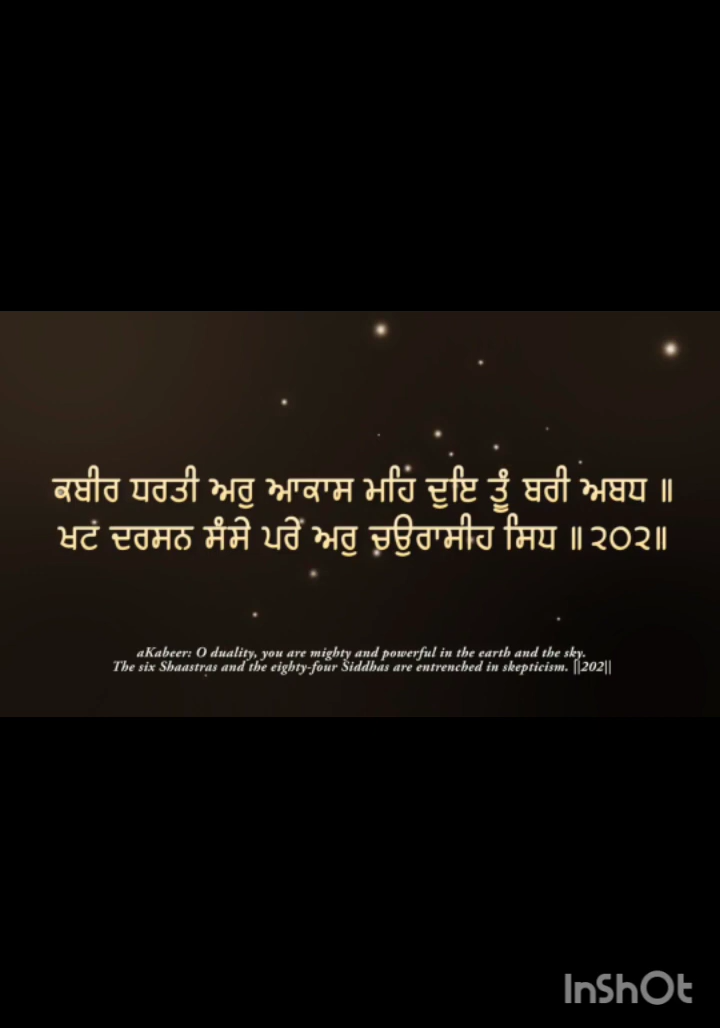 ਕਬੀਰ ਧਰਤੀ ਅਰੁ ਆਕਾਸ ਮਹਿ ਦੁਇ ਤੂੰ ਬਰੀ ਅਬਧ ॥
ਖਟ ਦਰਸਨ ਸੰਸੇ ਪਰੇ ਅਰੁ ਚਉਰਾਸੀਹ ਸਿਧ ॥੨੦੨॥
aKabeer: O duality, you are mighty and powerful in the earth and the sky.
The six Shaastras and the eighty-four Siddhas are entrenched in skepticism. ||202||
InShOt